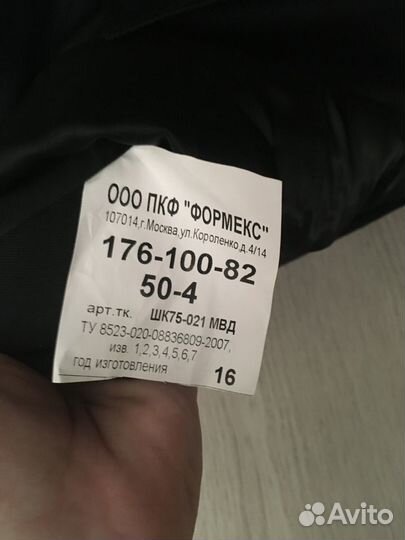 ООО ПКФ "ФОРМЕКС"
107014,г.Москва,ул.Короленко,д.4/14
176-100-82
50-4
арт.тк. ШК75-021 МВД
ТУ 8523-020-08836809-2007,
изв. 1,2,3,4,5,6,7
год изготовления 16
Avito